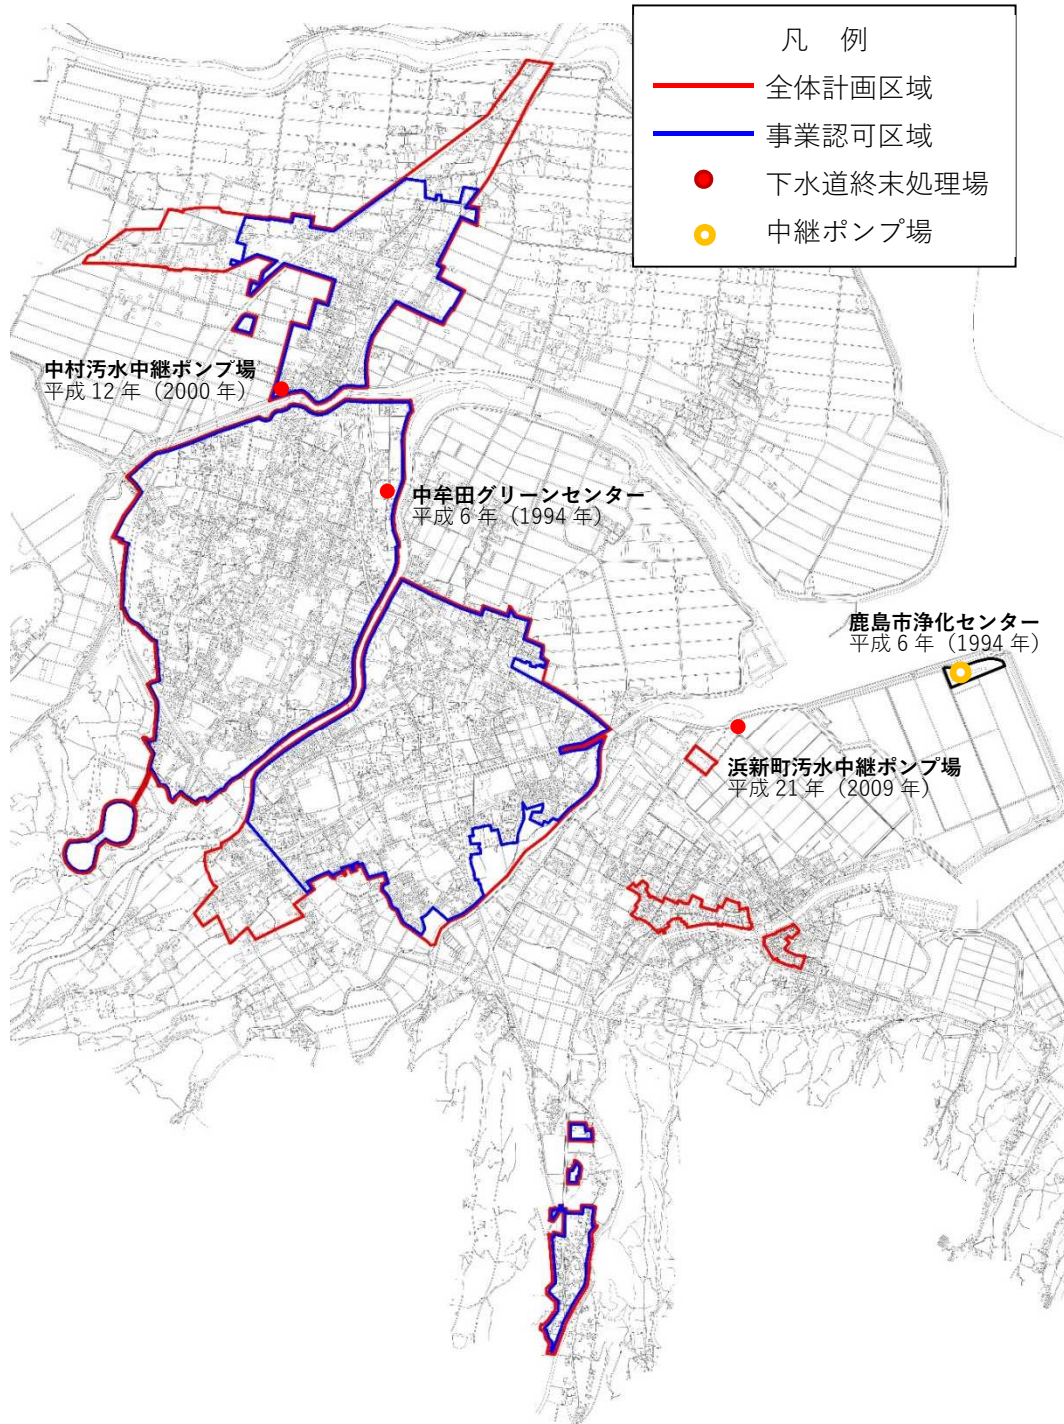 凡 例
全体計画区域
事業認可区域
下水道終末処理場
中継ポンプ場
中村汚水中継ポンプ場
平成 12 年（2000 年）
中牟田グリーンセンター
平成 6 年（1994 年）
鹿島市浄化センター
平成 6 年（1994 年）
浜新町汚水中継ポンプ場
平成 21 年（2009 年）